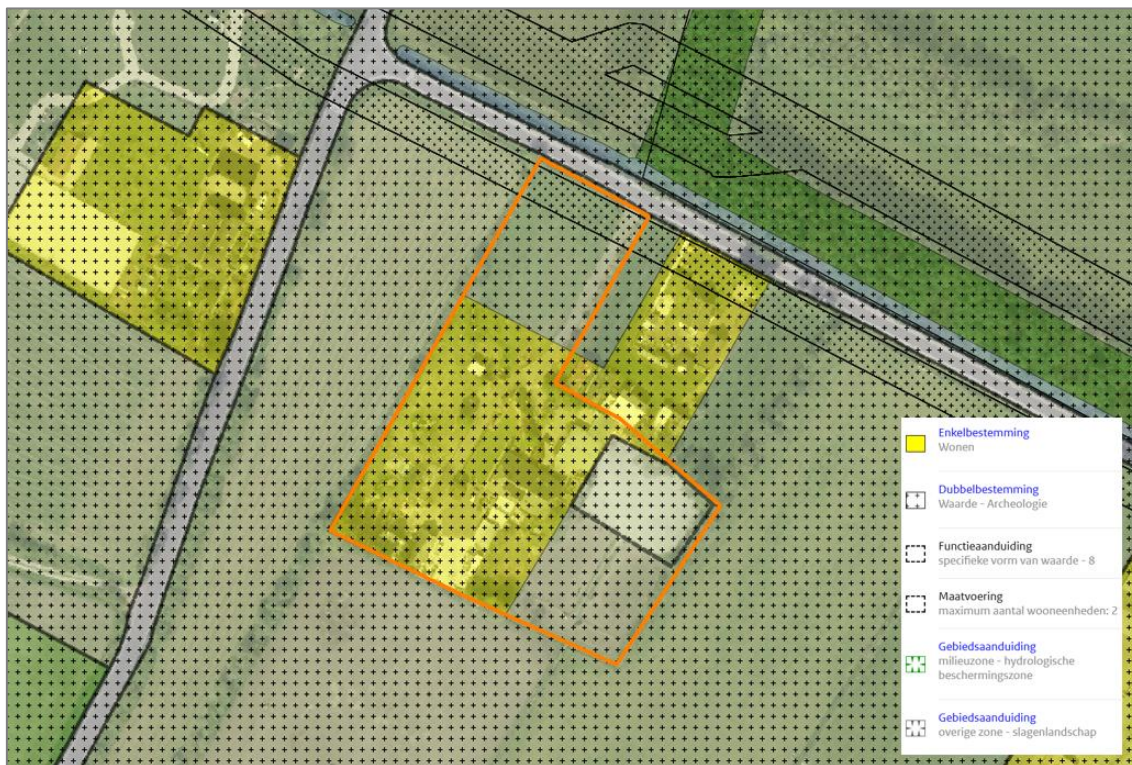 Enkelbestemming
Wonen
Dubbelbestemming
Waarde - Archeologie
Functieaanduiding
specifieke vorm van waarde - 8
Maatvoering
maximum aantal wooneenheden: 2
Gebiedsaanduiding
milieuzone - hydrologische
beschermingszone
Gebiedsaanduiding
overige zone - slagenlandschap